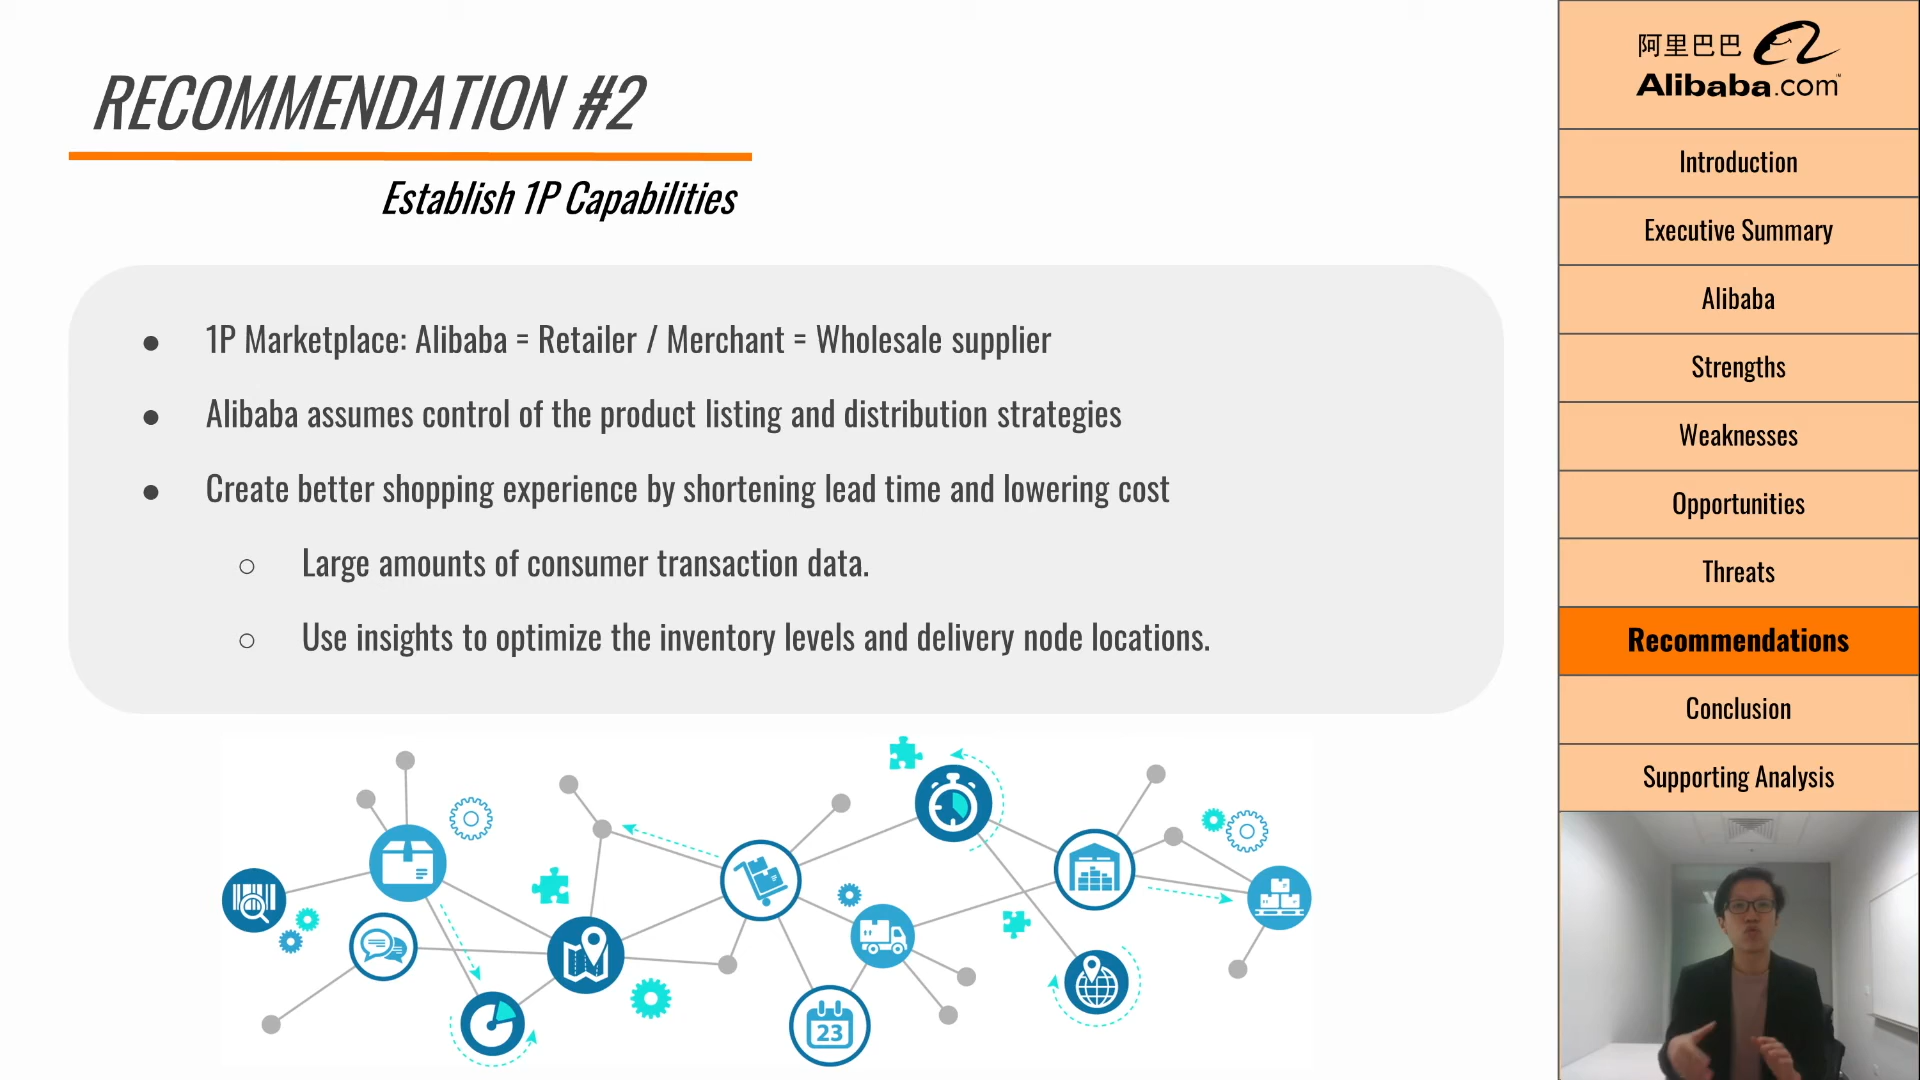 RECOMMENDATION #2
Establish 1P Capabilities
● 1P Marketplace: Alibaba = Retailer / Merchant = Wholesale supplier
● Alibaba assumes control of the product listing and distribution strategies
● Create better shopping experience by shortening lead time and lowering cost
○ Large amounts of consumer transaction data.
○ Use insights to optimize the inventory levels and delivery node locations.
23
阿里巴巴
Alibaba.com™
Introduction
Executive Summary
Alibaba
Strengths
Weaknesses
Opportunities
Threats
Recommendations
Conclusion
Supporting Analysis